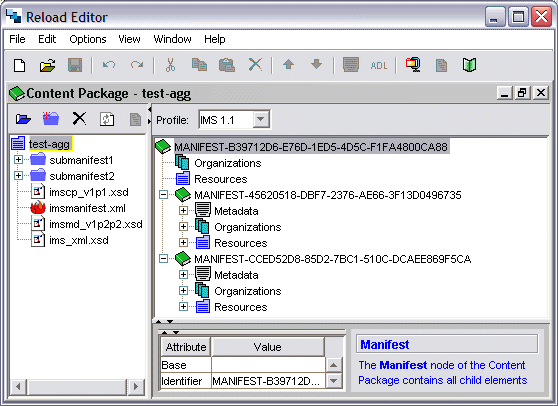 Reload Editor
File Edit Options View Window Help
ADL
Content Package - test-agg
Profile: IMS 1.1
test-agg
submanifest1
submanifest2
imscp_v1p1.xsd
imsmanifest.xml
imsmd_v1p2p2.xsd
ims_xml.xsd
MANIFEST-B39712D6-E76D-1ED5-4D5C-F1FA4800CA88
Organizations
Resources
MANIFEST-45620518-DBF7-2376-AE66-3F13D0496735
Metadata
Organizations
Resources
MANIFEST-CCED52D8-85D2-7BC1-510C-DCAEE869F5CA
Metadata
Organizations
Resources
Attribute Value
Base
Identifier MANIFEST-B39712D...
Manifest
The Manifest node of the Content
Package contains all child elements